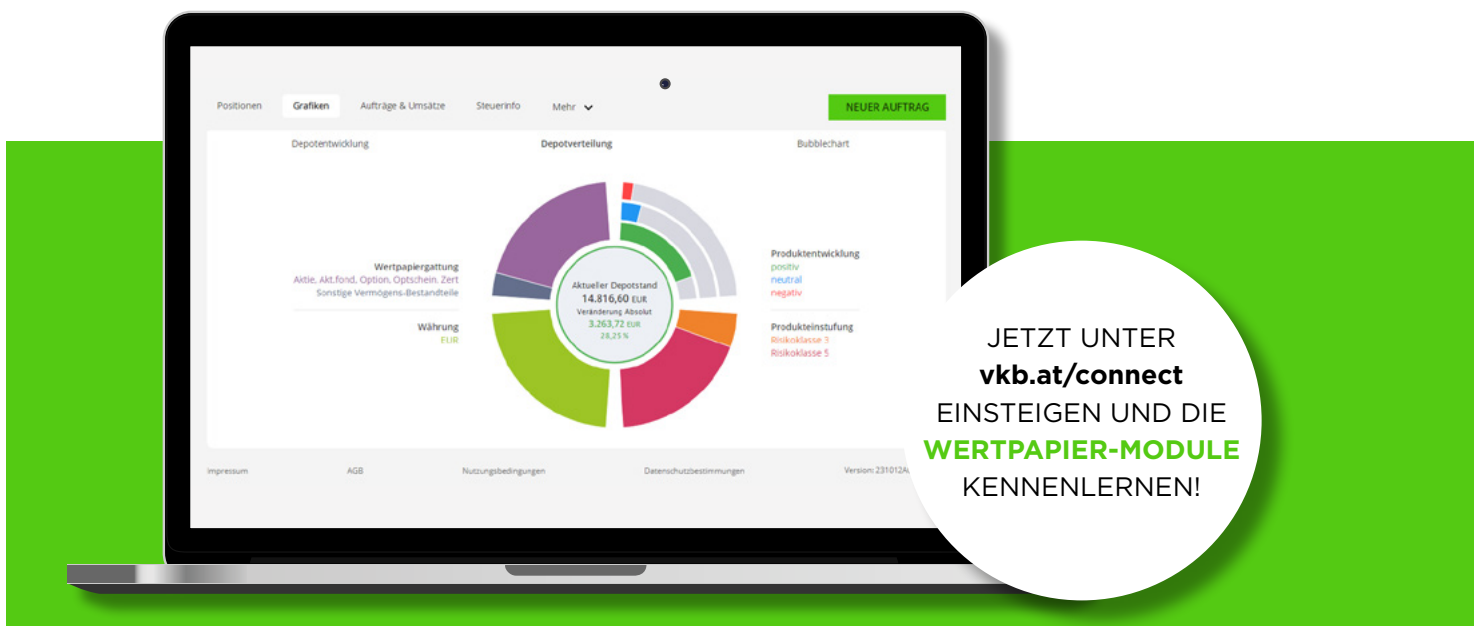 Positionen
Grafiken
Aufträge & Umsätze
Steuerinfo
Mehr
NEUER AUFTRAG
Depotentwicklung
Depotverteilung
Bubblechart
Wertpapiergattung
Aktie, Akt.fond, Option, Optschein, Zert
Sonstige Vermögens-Bestandteile
Währung
EUR
Aktueller Depotstand
14.816,60 EUR
Veränderung Absolut
3.263,72 EUR
28,25 %
Produktentwicklung
positiv
neutral
negativ
Produkteinstufung
Risikoklasse 3
Risikoklasse 5
Impressum
AGB
Nutzungsbedingungen
Datenschutzbestimmungen
JETZT UNTER
vkb.at/connect
EINSTEIGEN UND DIE
WERTPAPIER-MODULE
KENNENLERNEN!